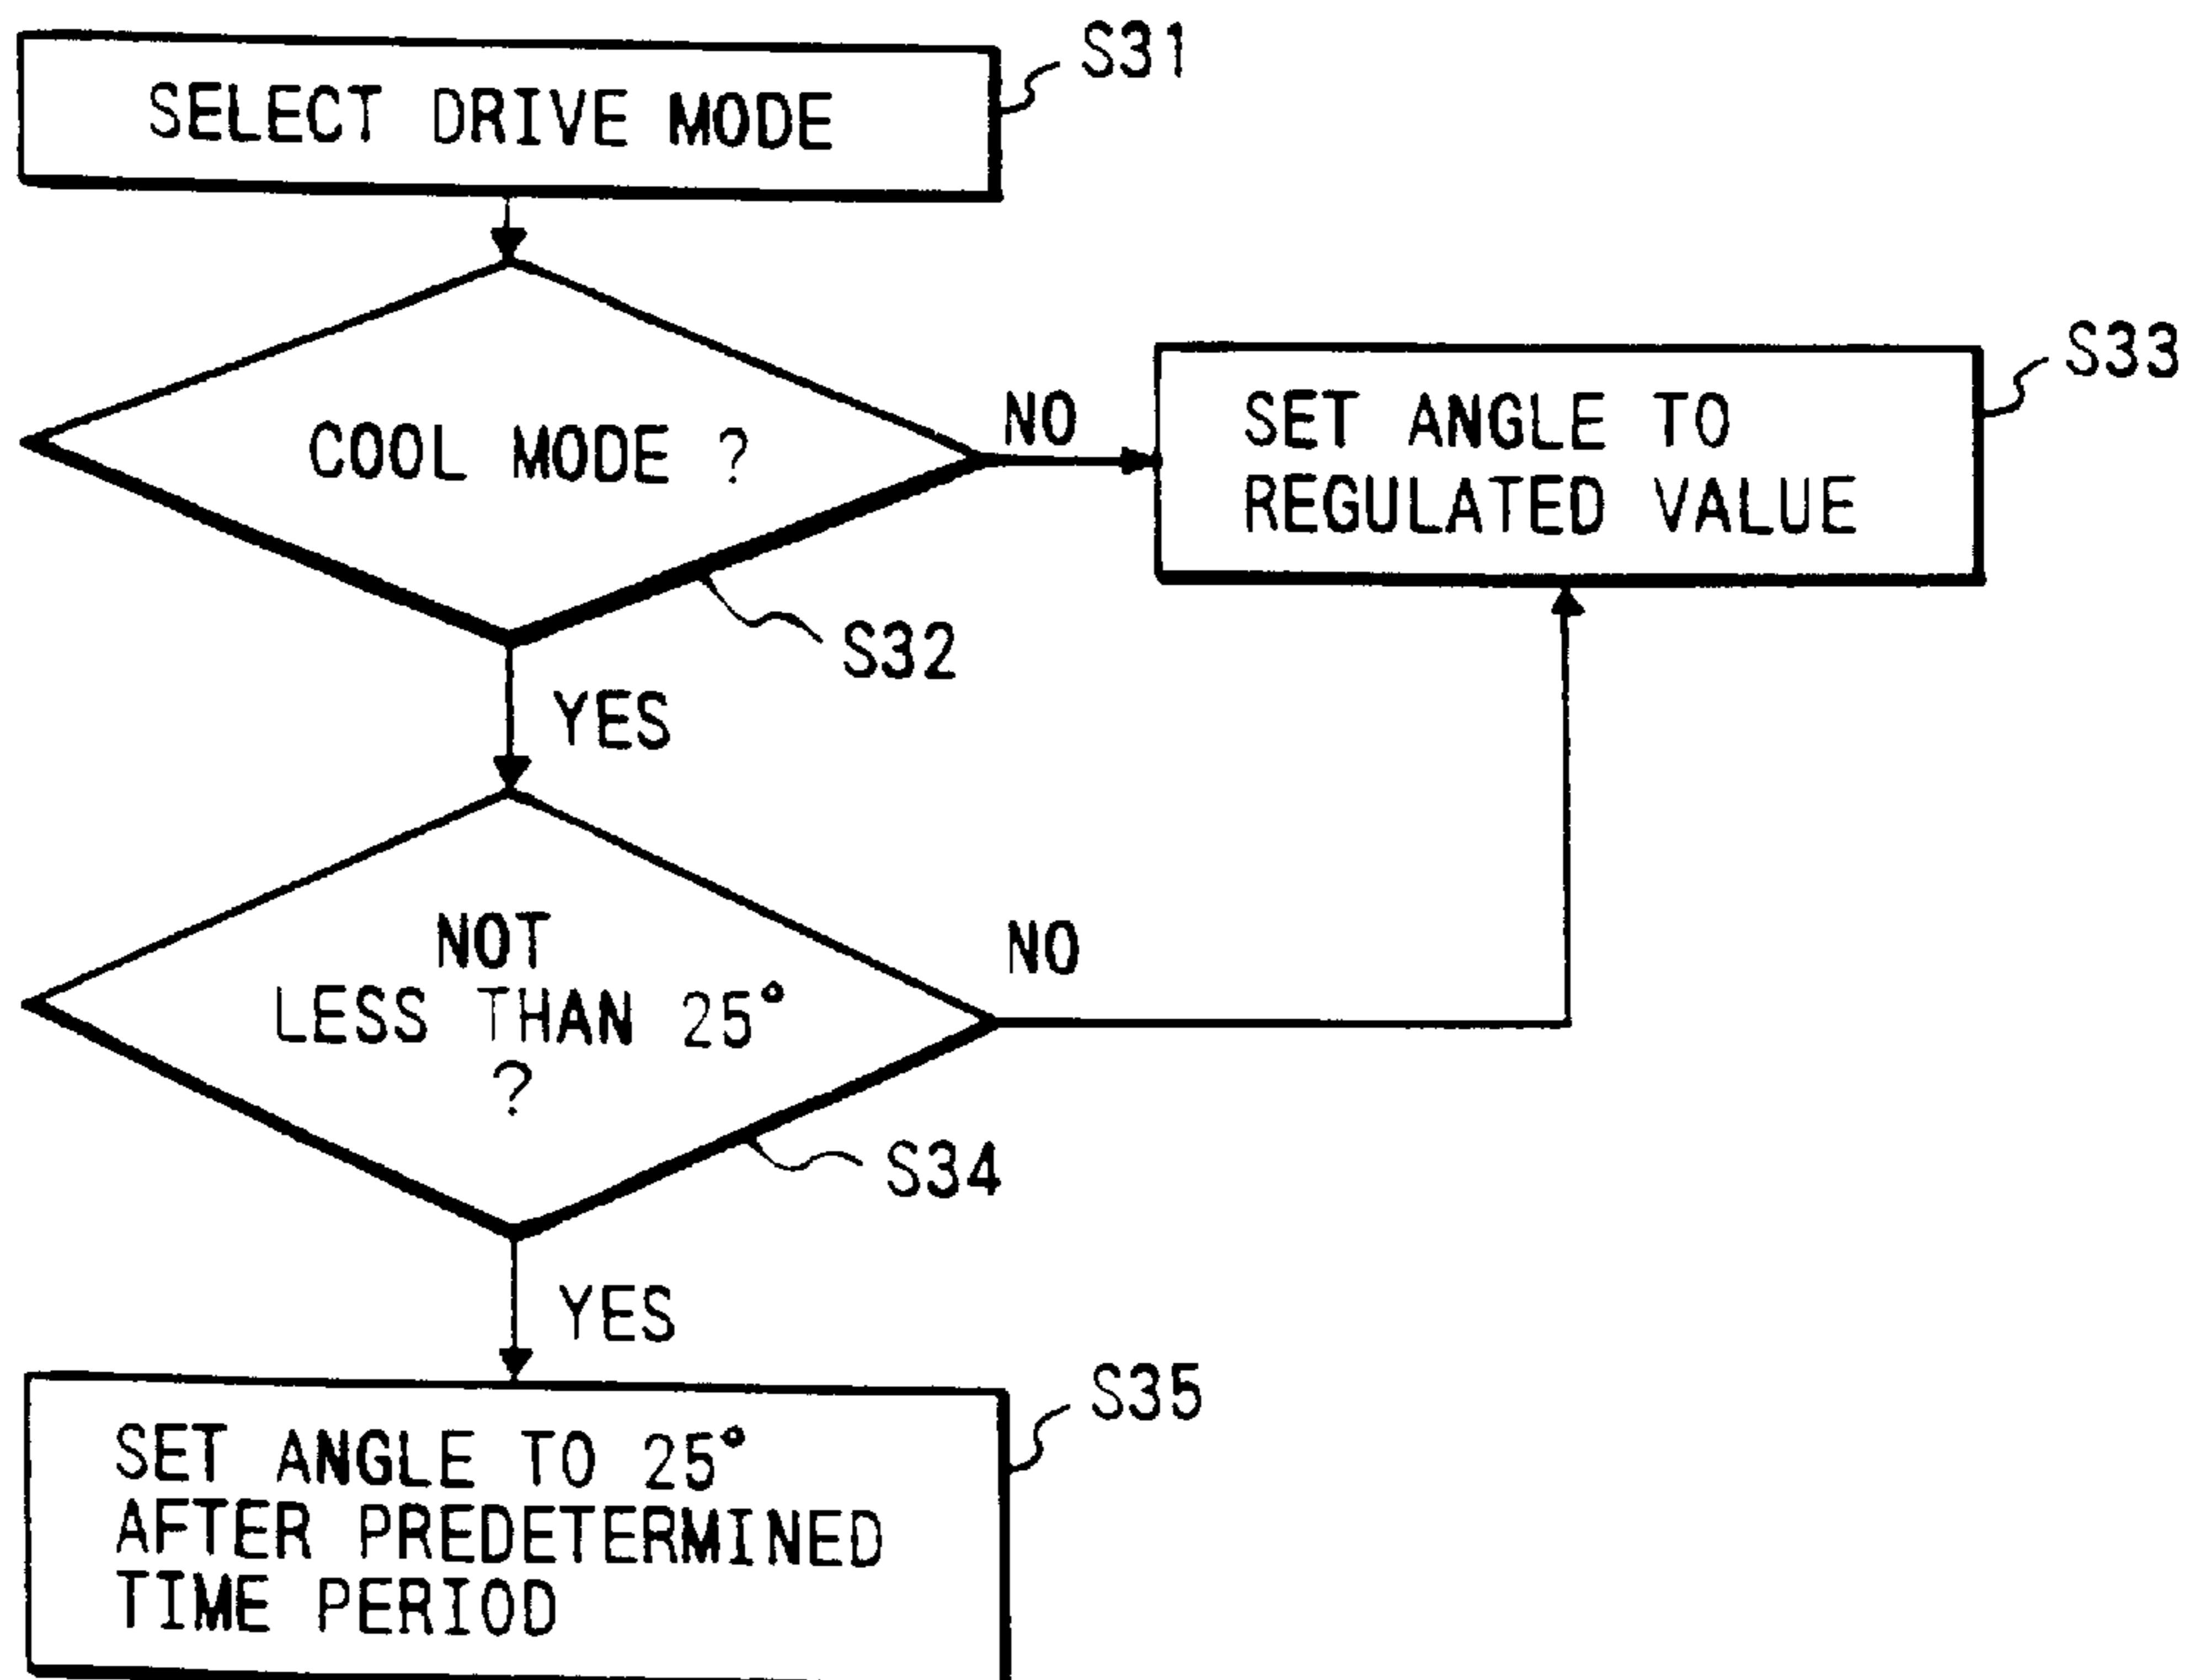 S31
SELECT DRIVE MODE
COOL MODE ?
NO
S33
SET ANGLE TO
REGULATED VALUE
S32
YES
NOT
LESS THAN 25°
?
NO
S34
YES
S35
SET ANGLE TO 25°
AFTER PREDETERMINED
TIME PERIOD